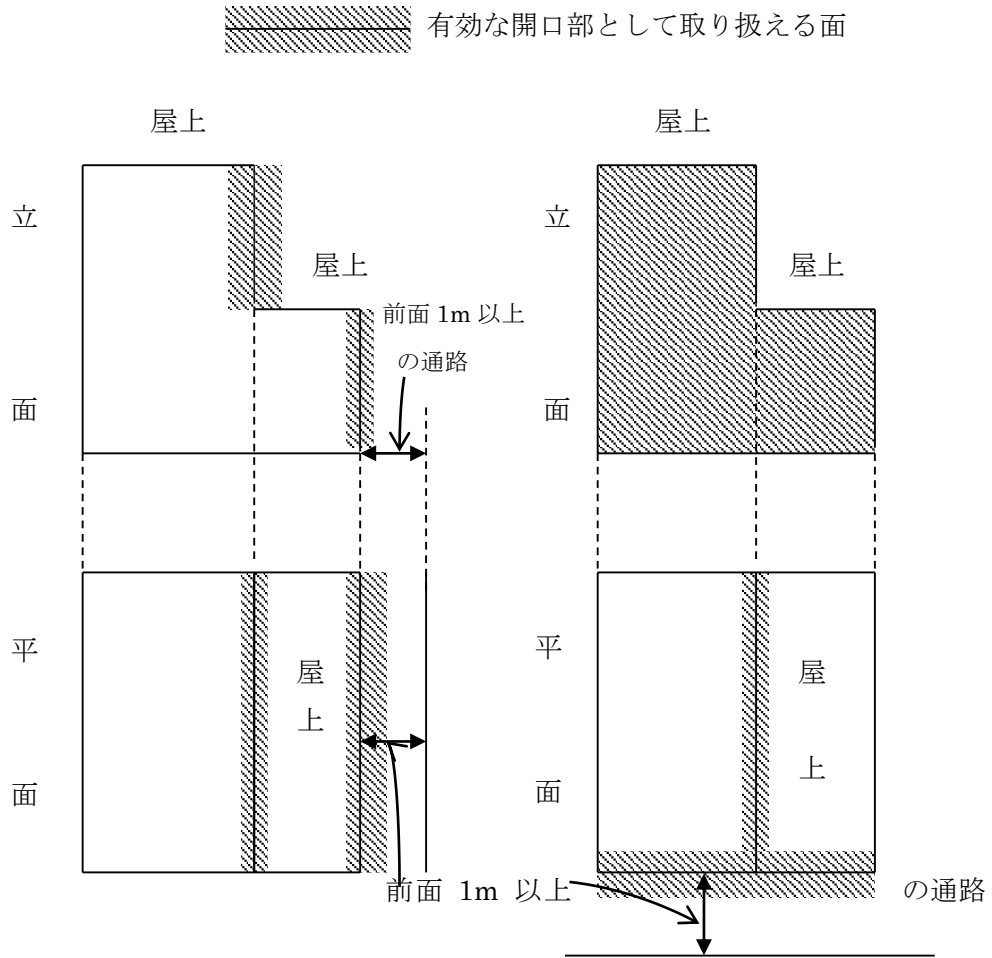 有効な開口部として取り扱える面
屋上
屋上
立
立
屋上
屋上
前面 1m 以上
の通路
面
面
平
平
屋
上
屋
上
面
面
前面 1m 以上
の通路